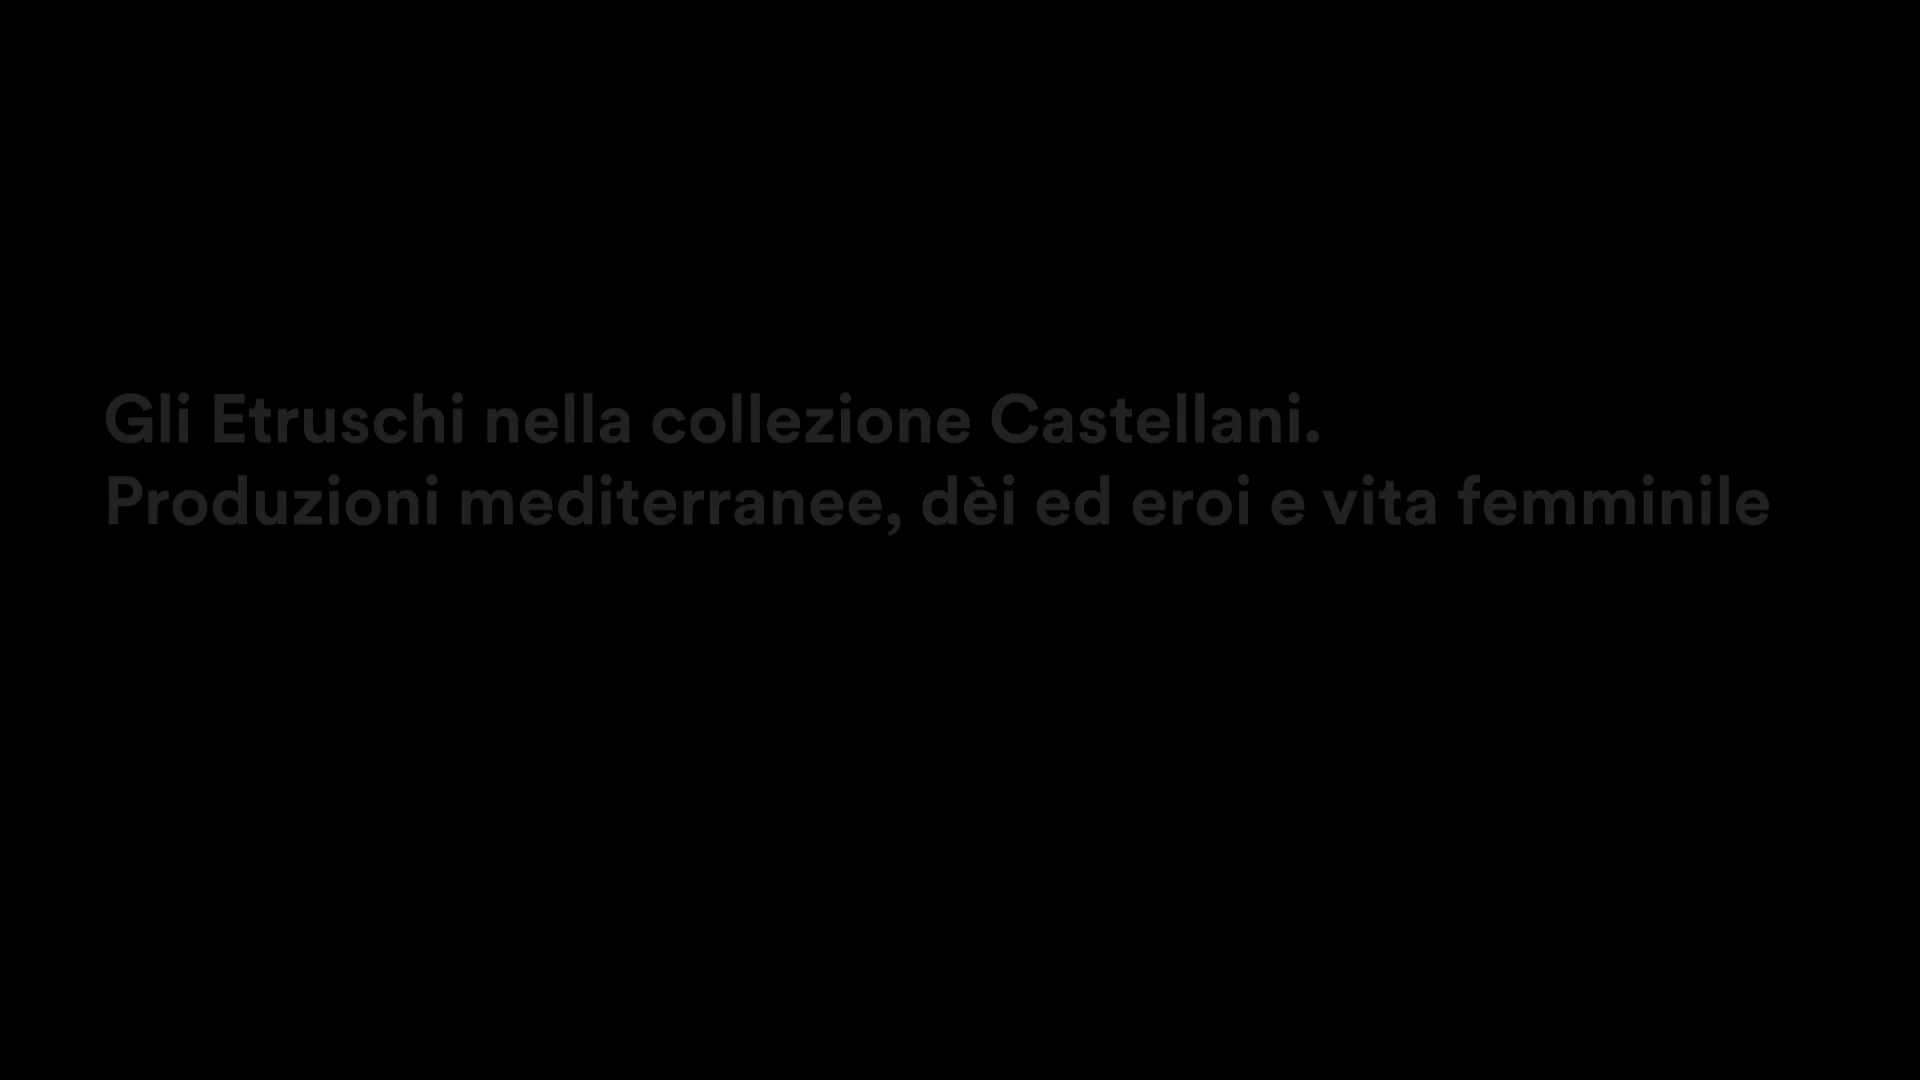 Gli Etruschi nella collezione Castellani.
Produzioni mediterranee, dèi ed eroi e vita femminile